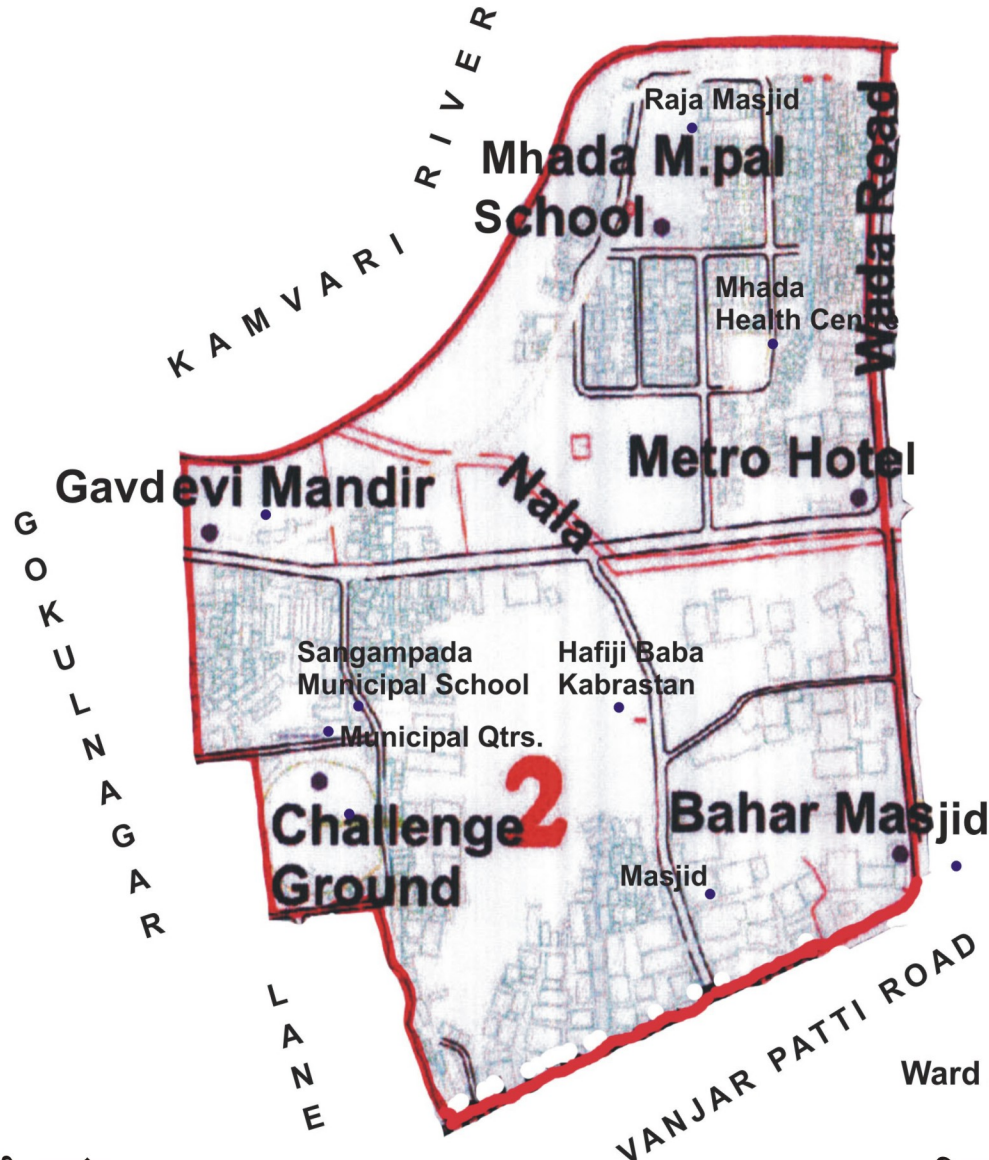 KAMVARI RIVER
Raja Masjid
Mhada M.pal
School
Wada Road
Mhada
Health Centre
Metro Hotel
Gavdevi Mandir
Nala
GOKULNAGAR LANE
Sangampada
Municipal School
Hafiji Baba
Kabrastan
Municipal Qtrs.
2
Challenge
Ground
Bahar Masjid
Masjid
VANJAR PATTI ROAD
Ward